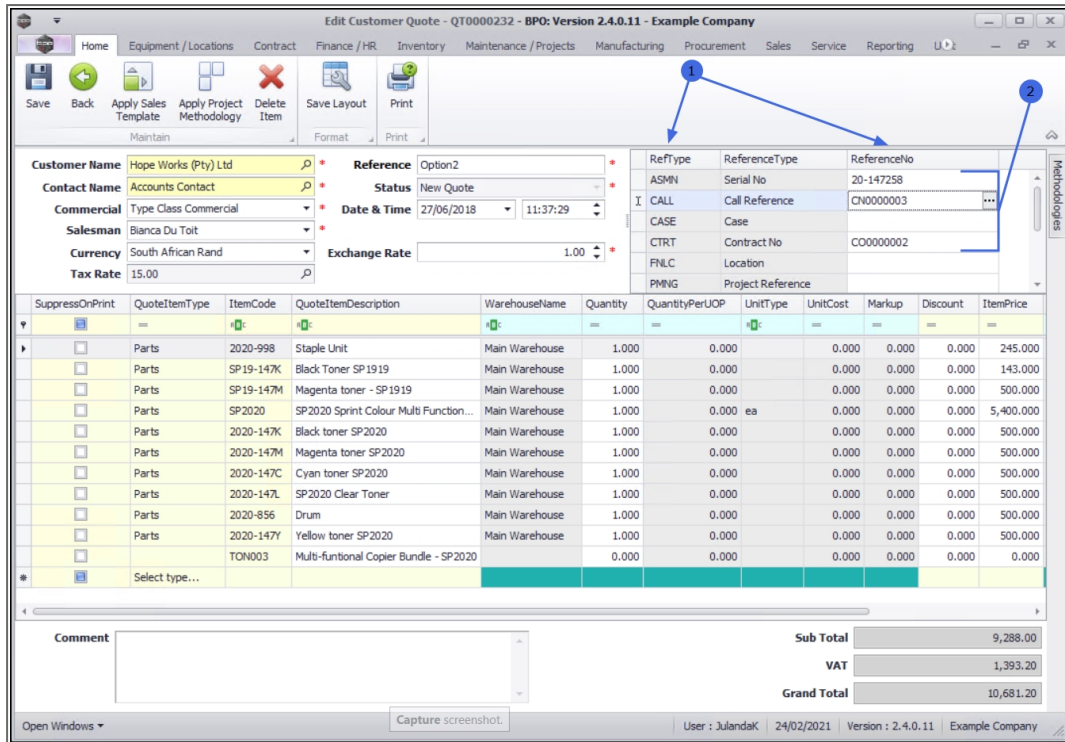 Edit Customer Quote - QT0000232 - BPO: Version 2.4.0.11 - Example Company
Home Equipment / Locations Contract Finance / HR Inventory Maintenance / Projects Manufacturing Procurement Sales Service Reporting
1
2
Save Back Apply Sales Template Apply Project Methodology Delete Item Save Layout Print
Maintain Format Print
Customer Name Hope Works (Pty) Ltd * Reference Option2 *
Contact Name Accounts Contact * Status New Quote *
Commercial Type Class Commercial * Date & Time 27/06/2018 11:37:29
Salesman Bianca Du Toit *
Currency South African Rand Exchange Rate 1.00 *
Tax Rate 15.00
RefType ReferenceType ReferenceNo
ASMN Serial No 20-147258
CALL Call Reference CN0000003 ...
CASE Case
CTRT Contract No CO0000002
FNLC Location
PMNG Project Reference
Methodologies
SuppressOnPrint QuoteItemType ItemCode QuoteItemDescription WarehouseName Quantity QuantityPerUOP UnitType UnitCost Markup Discount ItemPrice
Parts 2020-998 Staple Unit Main Warehouse 1.000 0.000 0.000 0.000 0.000 245.000
Parts SP19-147K Black Toner SP1919 Main Warehouse 1.000 0.000 0.000 0.000 0.000 143.000
Parts SP19-147M Magenta toner - SP1919 Main Warehouse 1.000 0.000 0.000 0.000 0.000 500.000
Parts SP2020 SP2020 Sprint Colour Multi Function... Main Warehouse 1.000 0.000 ea 0.000 0.000 0.000 5,400.000
Parts 2020-147K Black toner SP2020 Main Warehouse 1.000 0.000 0.000 0.000 0.000 500.000
Parts 2020-147M Magenta toner SP2020 Main Warehouse 1.000 0.000 0.000 0.000 0.000 500.000
Parts 2020-147C Cyan toner SP2020 Main Warehouse 1.000 0.000 0.000 0.000 0.000 500.000
Parts 2020-147L SP2020 Clear Toner Main Warehouse 1.000 0.000 0.000 0.000 0.000 500.000
Parts 2020-856 Drum Main Warehouse 1.000 0.000 0.000 0.000 0.000 500.000
Parts 2020-147Y Yellow toner SP2020 Main Warehouse 1.000 0.000 0.000 0.000 0.000 500.000
TON003 Multi-funtional Copier Bundle - SP2020 0.000 0.000 0.000 0.000 0.000 0.000
Select type...
Comment
Sub Total 9,288.00
VAT 1,393.20
Grand Total 10,681.20
Capture screenshot.
Open Windows User : JulandaK 24/02/2021 Version : 2.4.0.11 Example Company